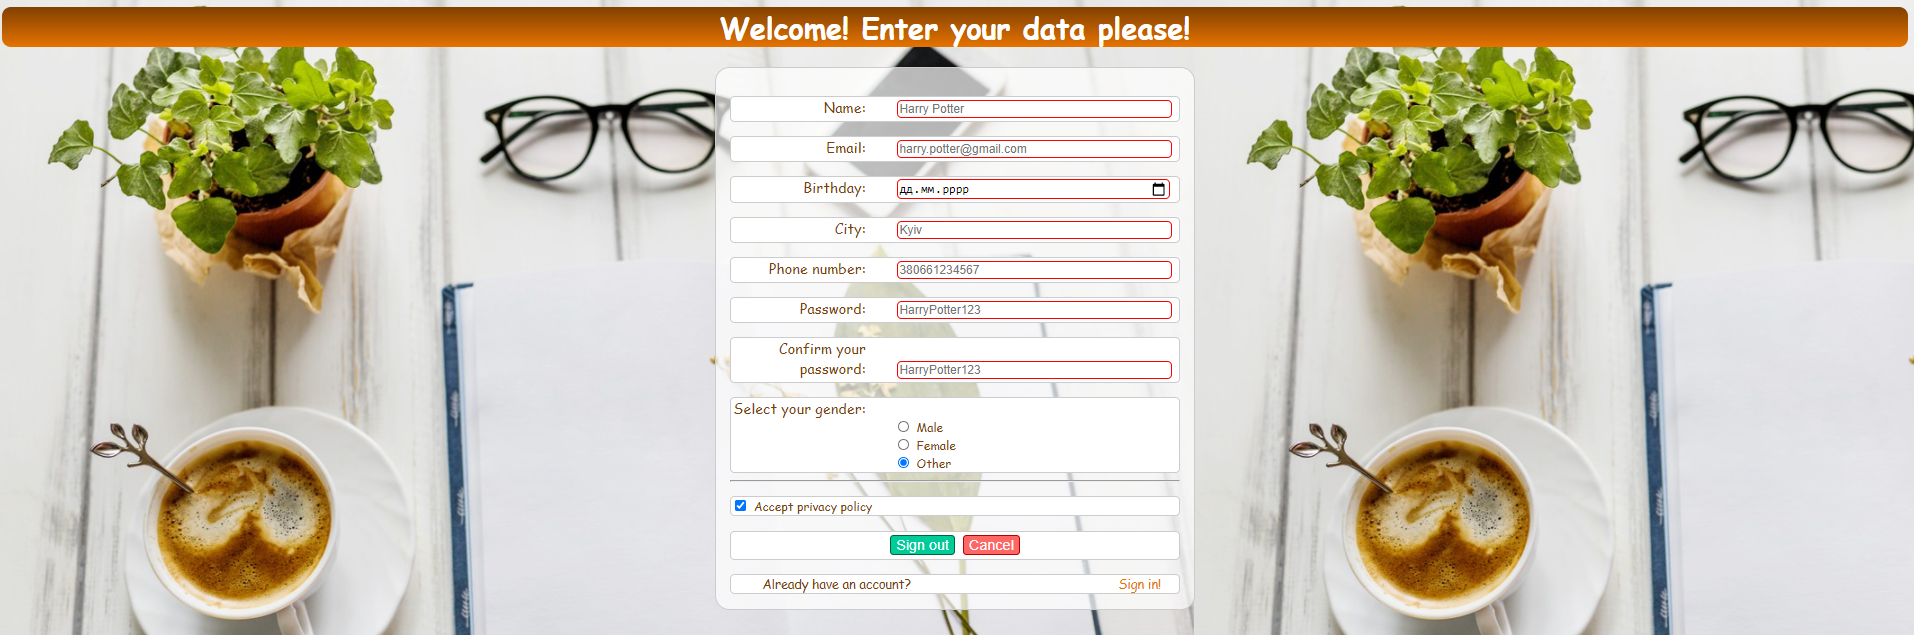 Welcome! Enter your data please!
Name: Harry Potter
Email: harry.potter@gmail.com
Birthday: дд.мм.рррр
City: Kyiv
Phone number: 380661234567
Password: HarryPotter123
Confirm your
password: HarryPotter123
Select your gender:
Male
Female
Other
Accept privacy policy
Sign out Cancel
Already have an account? Sign in!